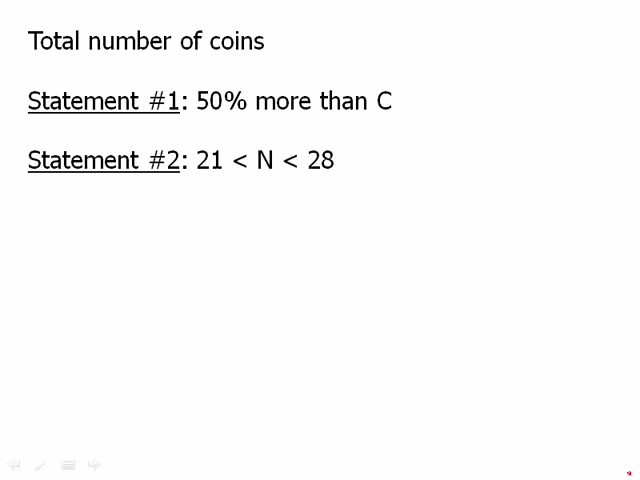 Total number of coins
Statement #1: 50% more than C
Statement #2: 21 < N < 28